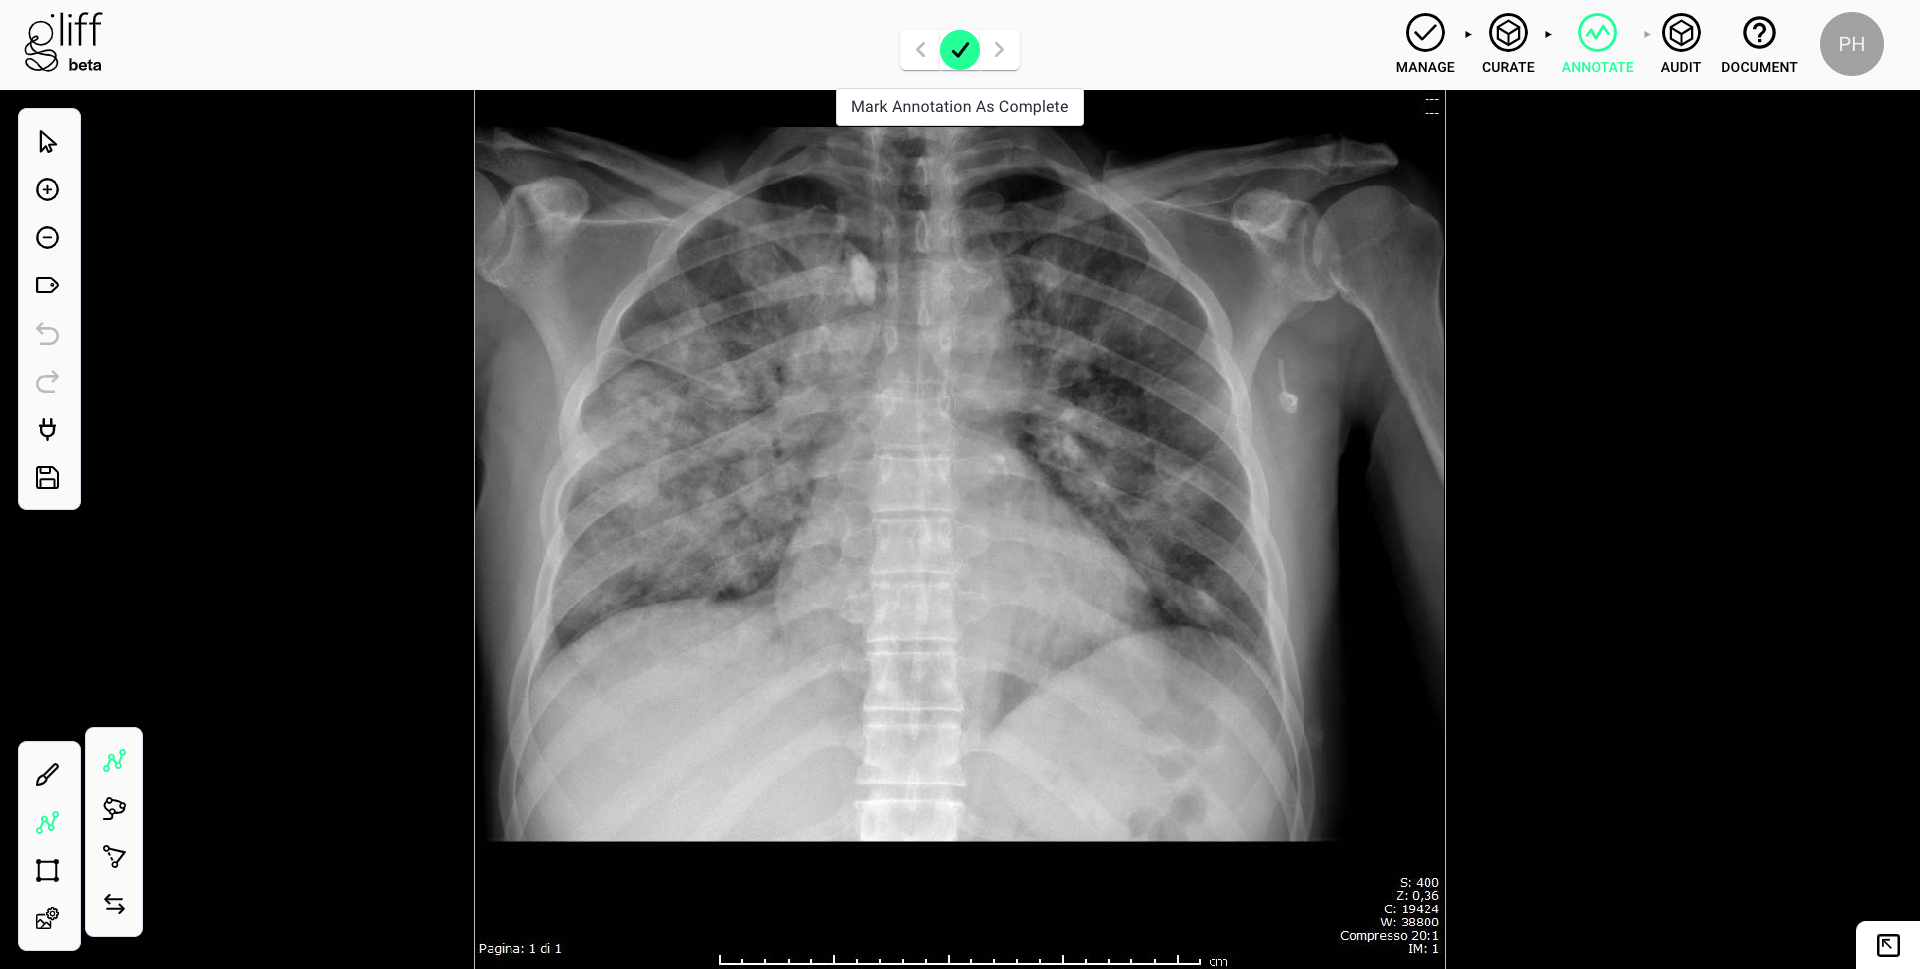 gliff
beta
MANAGE
CURATE
ANNOTATE
AUDIT
DOCUMENT
PH
Mark Annotation As Complete
---
---
S: 400
Z: 0,36
C: 19424
W: 38800
Compresso 20:1
IM: 1
Pagina: 1 di 1
cm